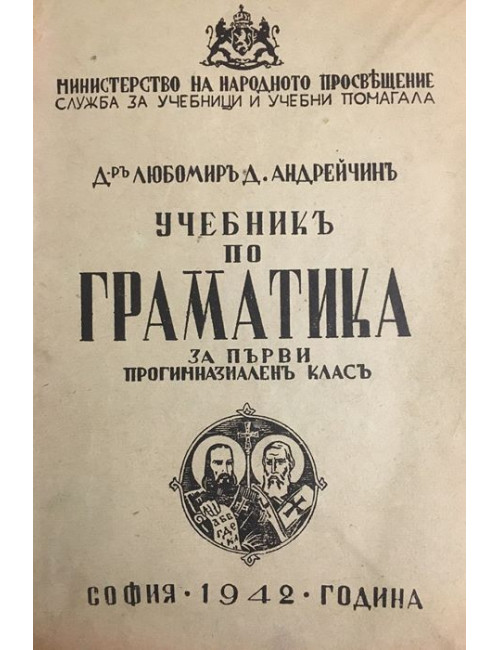 МИНИСТЕРСТВО НА НАРОДНОТО ПРОСВѢЩЕНИЕ
СЛУЖБА ЗА УЧЕБНИЦИ И УЧЕБНИ ПОМАГАЛА
Д-РЪ ЛЮБОМИРЪ Д. АНДРЕЙЧИНЪ
УЧЕБНИКЪ
ПО
ГРАМАТИКА
ЗА ПЪРВИ
ПРОГИМНАЗИАЛЕНЪ КЛАСЪ
СОФИЯ · 1942 · ГОДИНА